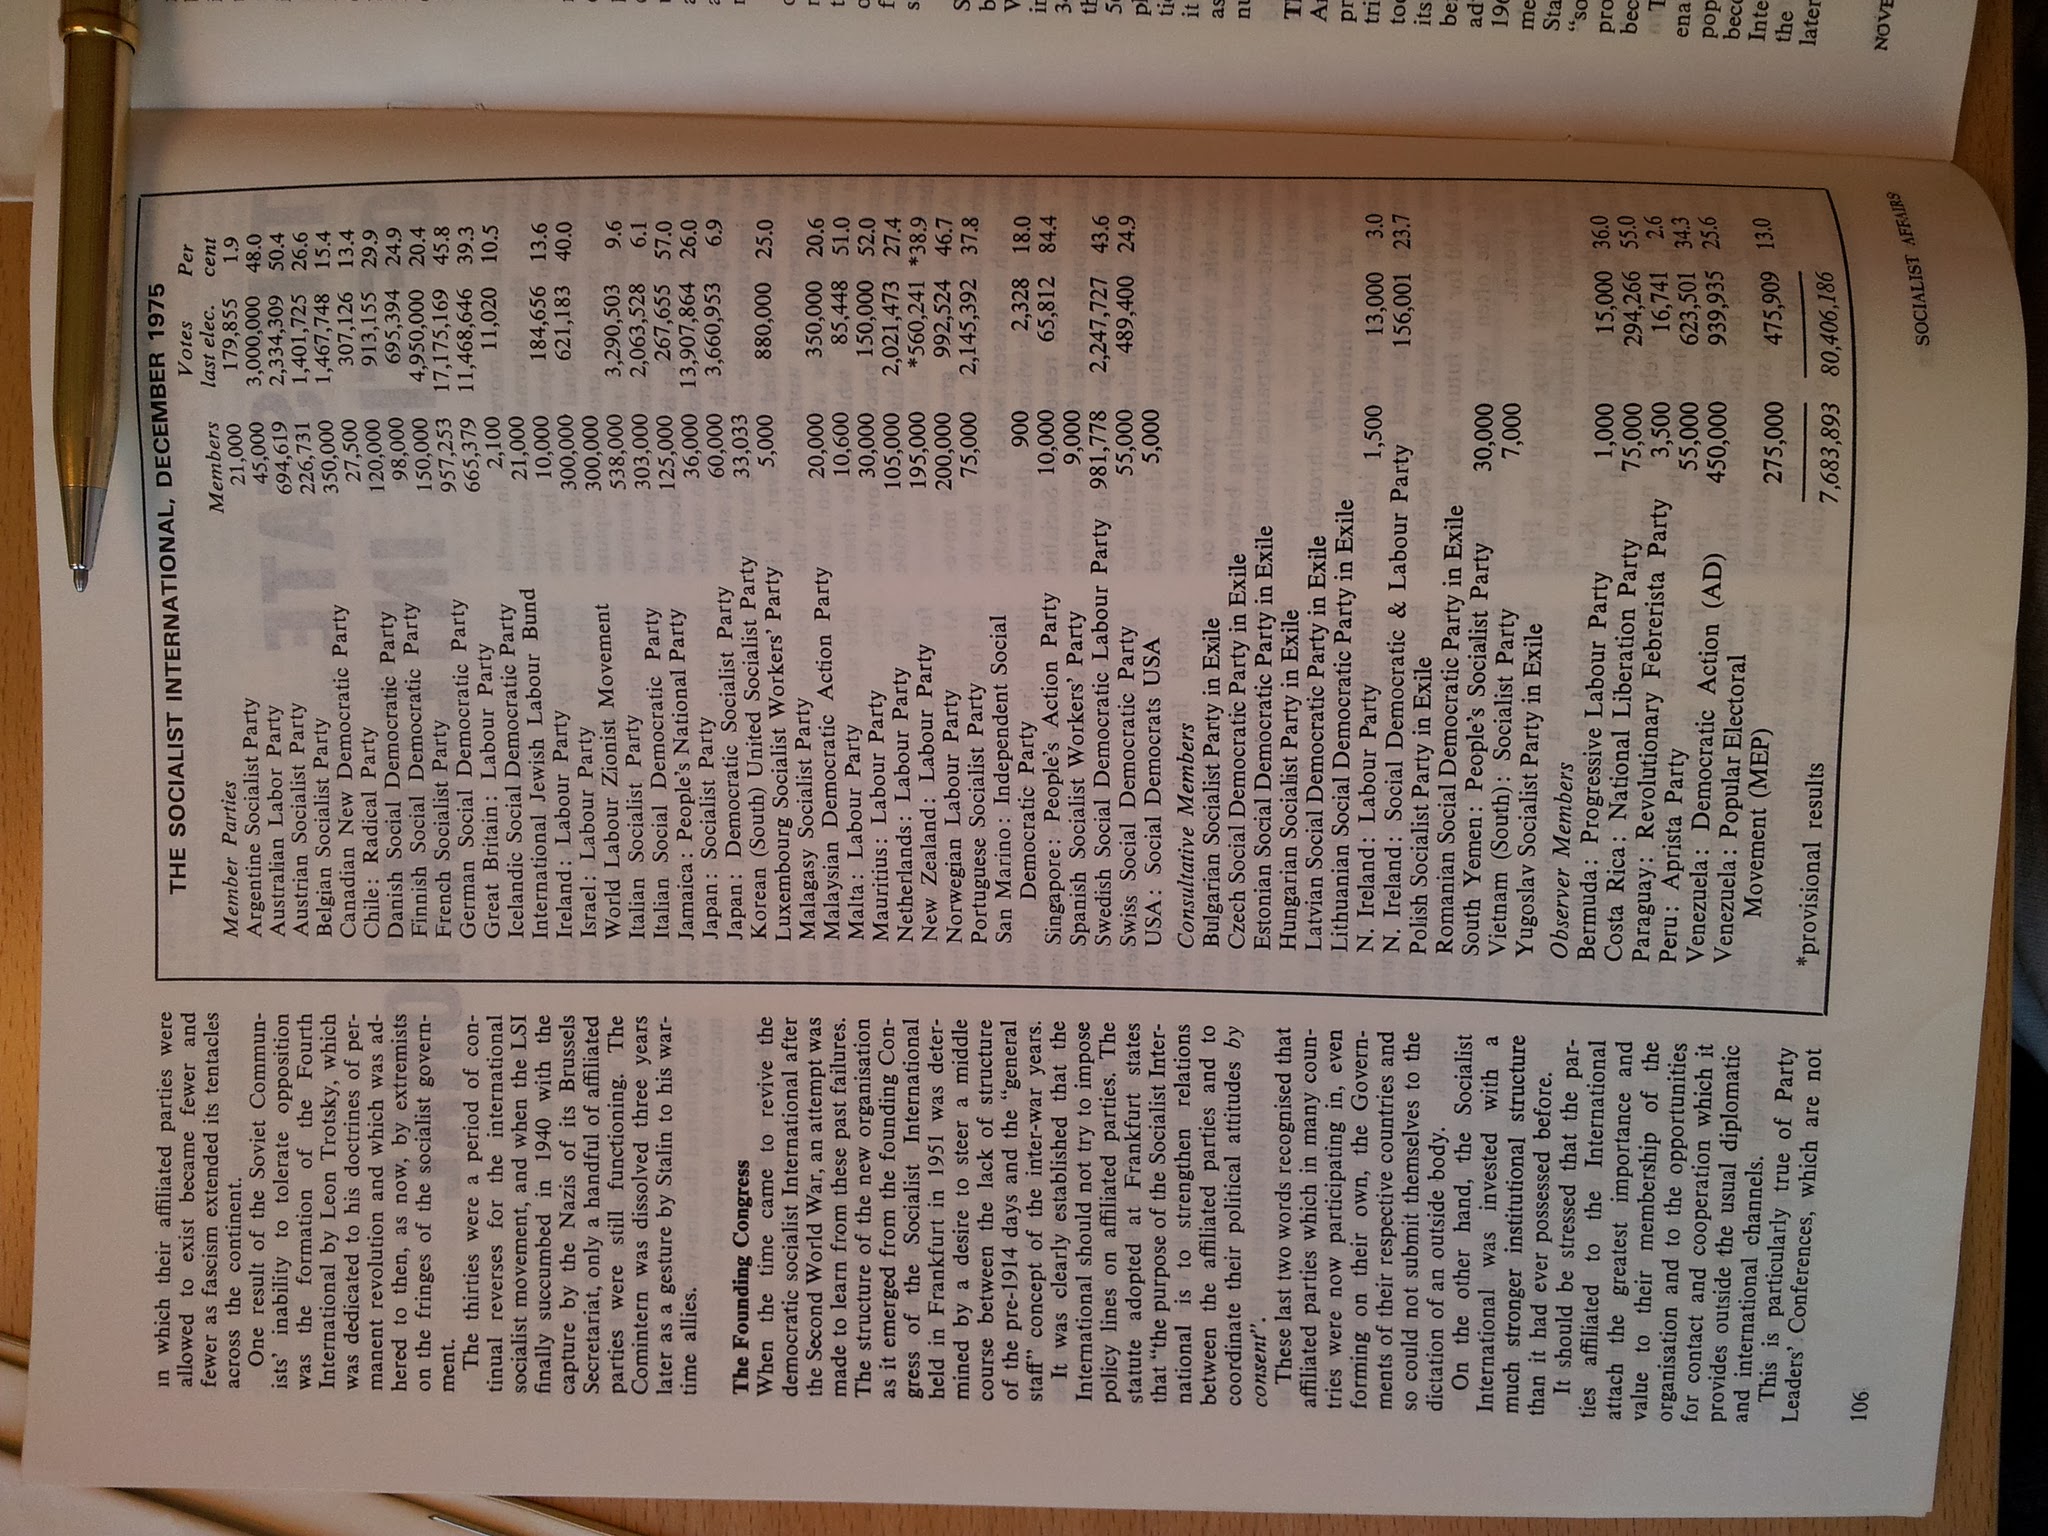 in which their affiliated parties were
allowed to exist became fewer and
fewer as fascism extended its tentacles
across the continent.
One result of the Soviet Commun-
ists' inability to tolerate opposition
was the formation of the Fourth
International by Leon Trotsky, which
was dedicated to his doctrines of per-
manent revolution and which was ad-
hered to then, as now, by extremists
on the fringes of the socialist govern-
ment.
The thirties were a period of con-
tinual reverses for the international
socialist movement, and when the LSI
finally succumbed in 1940 with the
capture by the Nazis of its Brussels
Secretariat, only a handful of affiliated
parties were still functioning. The
Comintern was dissolved three years
later as a gesture by Stalin to his war-
time allies.
The Founding Congress
When the time came to revive the
democratic socialist International after
the Second World War, an attempt was
made to learn from these past failures.
The structure of the new organisation
as it emerged from the founding Con-
gress of the Socialist International
held in Frankfurt in 1951 was deter-
mined by a desire to steer a middle
course between the lack of structure
of the pre-1914 days and the "general
staff" concept of the inter-war years.
It was clearly established that the
International should not try to impose
policy lines on affiliated parties. The
statute adopted at Frankfurt states
that "the purpose of the Socialist Inter-
national is to strengthen relations
between the affiliated parties and to
coordinate their political attitudes by
consent".
These last two words recognised that
affiliated parties which in many coun-
tries were now participating in, even
forming on their own, the Govern-
ments of their respective countries and
so could not submit themselves to the
dictation of an outside body.
On the other hand, the Socialist
International was invested with a
much stronger institutional structure
than it had ever possessed before.
It should be stressed that the par-
ties affiliated to the International
attach the greatest importance and
value to their membership of the
organisation and to the opportunities
for contact and cooperation which it
provides outside the usual diplomatic
and international channels.
This is particularly true of Party
Leaders' Conferences, which are not
THE SOCIALIST INTERNATIONAL, DECEMBER 1975
Votes Per
Members last elec. cent
Member Parties
Argentine Socialist Party 21,000 179,855 1.9
Australian Labor Party 45,000 3,000,000 48.0
Austrian Socialist Party 694,619 2,334,309 50.4
Belgian Socialist Party 226,731 1,401,725 26.6
Canadian New Democratic Party 350,000 1,467,748 15.4
Chile: Radical Party 27,500 307,126 13.4
Danish Social Democratic Party 120,000 913,155 29.9
Finnish Social Democratic Party 98,000 695,394 24.9
French Socialist Party 150,000 4,950,000 20.4
German Social Democratic Party 957,253 17,175,169 45.8
Great Britain: Labour Party 665,379 11,468,646 39.3
Icelandic Social Democratic Party 2,100 11,020 10.5
International Jewish Labour Bund 21,000
Ireland: Labour Party 10,000 184,656 13.6
Israel: Labour Party 300,000 621,183 40.0
World Labour Zionist Movement 300,000
Italian Socialist Party 538,000 3,290,503 9.6
Italian Social Democratic Party 303,000 2,063,528 6.1
Jamaica: People's National Party 125,000 267,655 57.0
Japan: Socialist Party 36,000 13,907,864 26.0
Japan: Democratic Socialist Party 60,000 3,660,953 6.9
Korean (South) United Socialist Party 33,033
Luxembourg Socialist Workers' Party 5,000 880,000 25.0
Malagasy Socialist Party
Malaysian Democratic Action Party 20,000 350,000 20.6
Malta: Labour Party 10,600 85,448 51.0
Mauritius: Labour Party 30,000 150,000 52.0
Netherlands: Labour Party 105,000 2,021,473 27.4
New Zealand: Labour Party 195,000 *560,241 *38.9
Norwegian Labour Party 200,000 992,524 46.7
Portuguese Socialist Party 75,000 2,145,392 37.8
San Marino: Independent Social
Democratic Party 900 2,328 18.0
Singapore: People's Action Party 10,000 65,812 84.4
Spanish Socialist Workers' Party 9,000
Swedish Social Democratic Labour Party 981,778 2,247,727 43.6
Swiss Social Democratic Party 55,000 489,400 24.9
USA: Social Democrats USA 5,000
Consultative Members
Bulgarian Socialist Party in Exile
Czech Social Democratic Party in Exile
Estonian Social Democratic Party in Exile
Hungarian Socialist Party in Exile
Latvian Social Democratic Party in Exile
Lithuanian Social Democratic Party in Exile
N. Ireland: Labour Party 1,500 13,000 3.0
N. Ireland: Social Democratic & Labour Party 156,001 23.7
Polish Socialist Party in Exile
Romanian Social Democratic Party in Exile
South Yemen: People's Socialist Party 30,000
Vietnam (South): Socialist Party 7,000
Yugoslav Socialist Party in Exile
Observer Members
Bermuda: Progressive Labour Party 1,000 15,000 36.0
Costa Rica: National Liberation Party 75,000 294,266 55.0
Paraguay: Revolutionary Febrerista Party 3,500 16,741 2.6
Peru: Aprista Party 55,000 623,501 34.3
Venezuela: Democratic Action (AD) 450,000 939,935 25.6
Venezuela: Popular Electoral
Movement (MEP) 275,000 475,909 13.0
7,683,893 80,406,186
*provisional results
106
SOCIALIST AFFAIRS